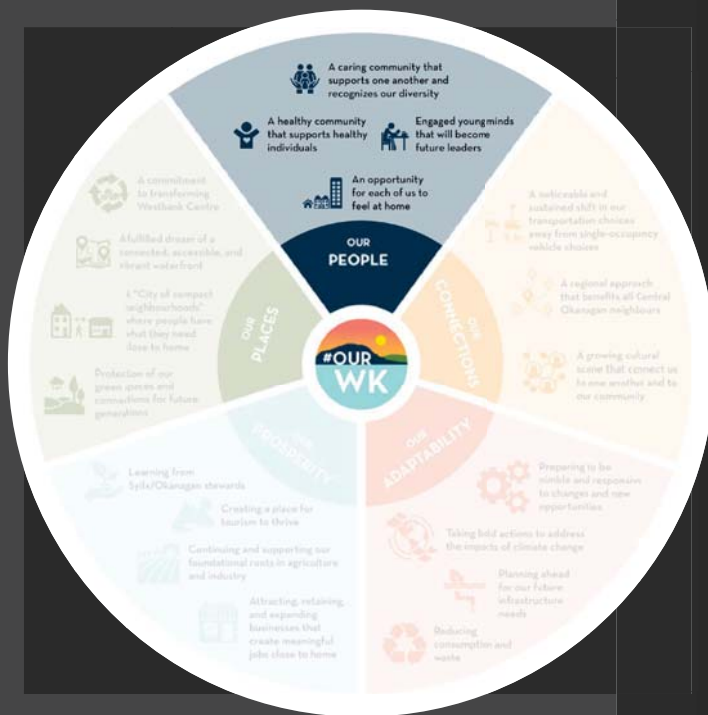 A caring community that
supports one another and
recognizes our diversity
A healthy community
that supports healthy
individuals
Engaged young minds
that will become
future leaders
An opportunity
for each of us to
feel at home
OUR
PEOPLE
A commitment
to transforming
Westbank Centre
A fulfilled dream of a
connected, accessible, and
vibrant waterfront
A "City of compact
neighbourhoods"
where people have
what they need
close to home
Protection of our
green spaces and
connections for future
generations
OUR
PLACES
A noticeable and
sustained shift in our
transportation choices
away from single-occupancy
vehicle choices
A regional approach
that benefits all Central
Okanagan neighbours
A growing cultural
scene that connect us
to one another and to
our community
OUR
CONNECTIONS
#OUR
WK
OUR
PROSPERITY
Learning from
Syilx/Okanagan stewards
Creating a place for
tourism to thrive
Continuing and supporting our
foundational roots in agriculture
and industry
Attracting, retaining,
and expanding
businesses that
create meaningful
jobs close to home
OUR
ADAPTABILITY
Preparing to be
nimble and responsive
to changes and new
opportunities
Taking bold actions to address
the impacts of climate change
Planning ahead
for our future
infrastructure
needs
Reducing
consumption and
waste